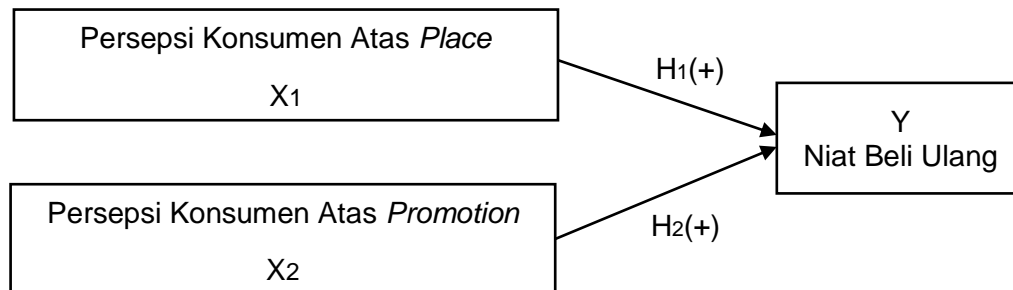 Persepsi Konsumen Atas Place
X1
H1(+)
Y
Niat Beli Ulang
Persepsi Konsumen Atas Promotion
X2
H2(+)